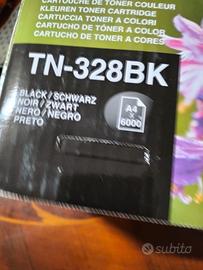 CARTOUCHE DE TONER COULEUR
KLEUREN TONER CARTRIDGE
CARTUCCIA TONER A COLORI
CARTUCHO DE TÓNER A COLOR
CARTUCHO DE TONER A CORES
TN-328BK
BLACK/SCHWARZ
NOIR/ZWART
NERO/NEGRO
PRETO
A4
x
6000
subito